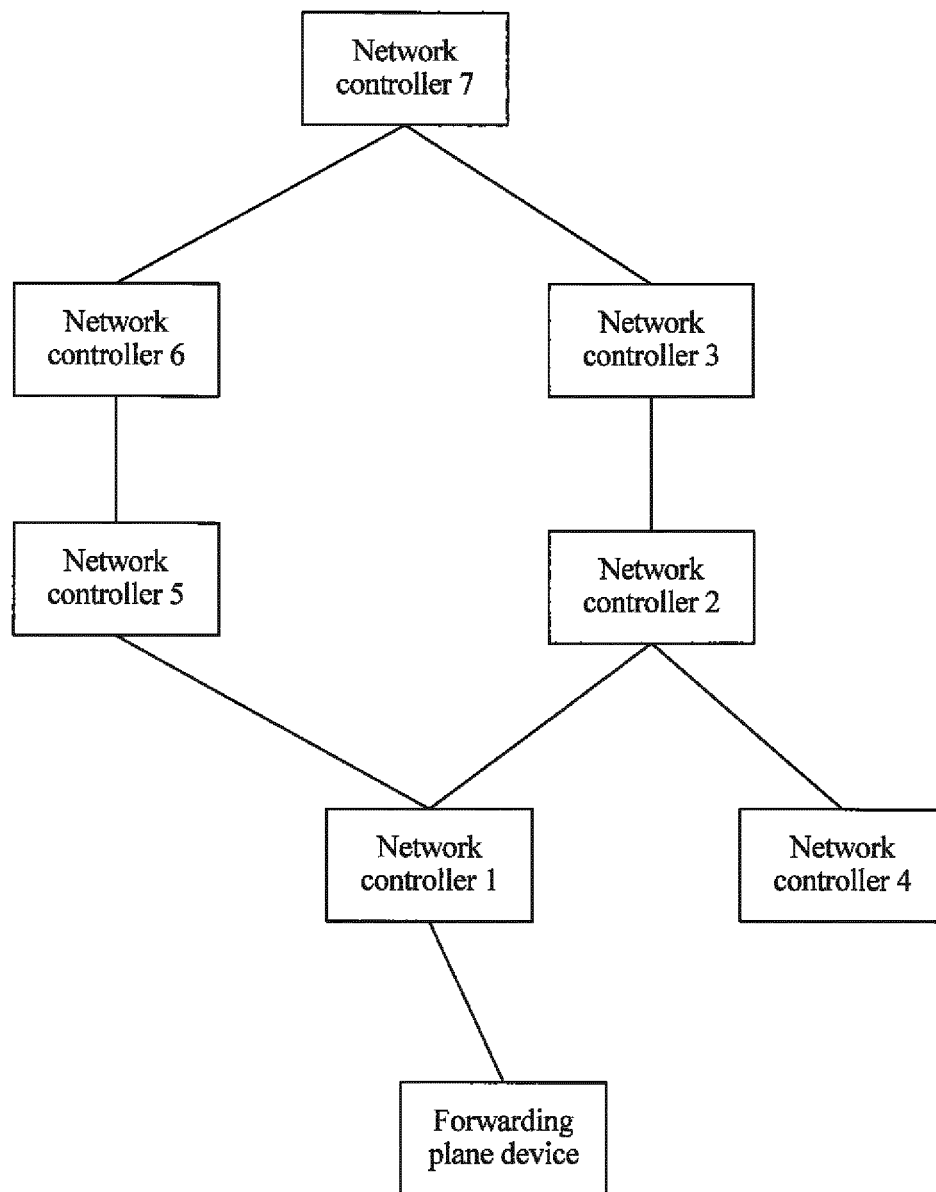 Network
controller 7
Network
controller 6
Network
controller 3
Network
controller 5
Network
controller 2
Network
controller 1
Network
controller 4
Forwarding
plane device